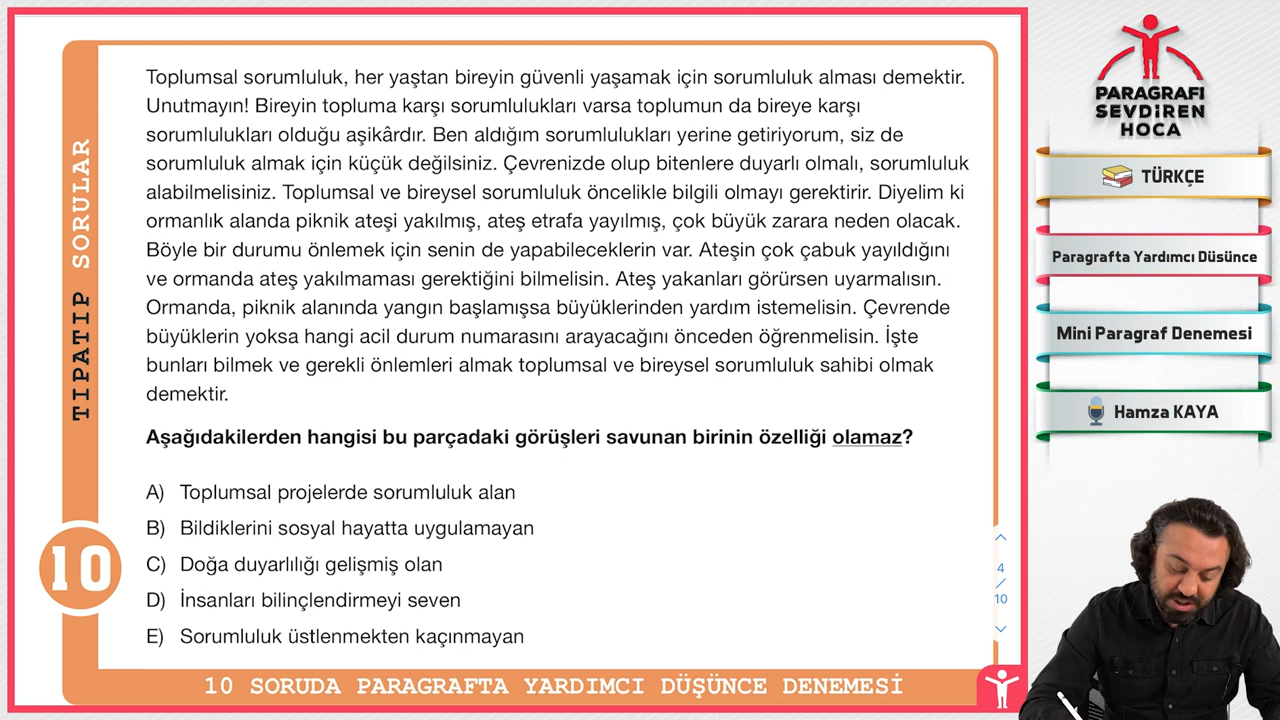 Toplumsal sorumluluk, her yaştan bireyin güvenli yaşamak için sorumluluk alması demektir.
Unutmayın! Bireyin topluma karşı sorumlulukları varsa toplumun da bireye karşı
sorumlulukları olduğu aşikârdır. Ben aldığım sorumlulukları yerine getiriyorum, siz de
sorumluluk almak için küçük değilsiniz. Çevrenizde olup bitenlere duyarlı olmalı, sorumluluk
alabilmelisiniz. Toplumsal ve bireysel sorumluluk öncelikle bilgili olmayı gerektirir. Diyelim ki
ormanlık alanda piknik ateşi yakılmış, ateş etrafa yayılmış, çok büyük zarara neden olacak.
Böyle bir durumu önlemek için senin de yapabileceklerin var. Ateşin çok çabuk yayıldığını
ve ormanda ateş yakılmaması gerektiğini bilmelisin. Ateş yakanları görürsen uyarmalısın.
Ormanda, piknik alanında yangın başlamışsa büyüklerinden yardım istemelisin. Çevrende
büyüklerin yoksa hangi acil durum numarasını arayacağını önceden öğrenmelisin. İşte
bunları bilmek ve gerekli önlemleri almak toplumsal ve bireysel sorumluluk sahibi olmak
demektir.
Aşağıdakilerden hangisi bu parçadaki görüşleri savunan birinin özelliği olamaz?
A) Toplumsal projelerde sorumluluk alan
B) Bildiklerini sosyal hayatta uygulamayan
C) Doğa duyarlılığı gelişmiş olan
D) İnsanları bilinçlendirmeyi seven
E) Sorumluluk üstlenmekten kaçınmayan
TIPATIP SORULAR
10
4
/
10
10 SORUDA PARAGRAFTA YARDIMCI DÜŞÜNCE DENEMESİ
PARAGRAFI
SEVDİREN
HOCA
TÜRKÇE
Paragrafta Yardımcı Düşünce
Mini Paragraf Denemesi
Hamza KAYA